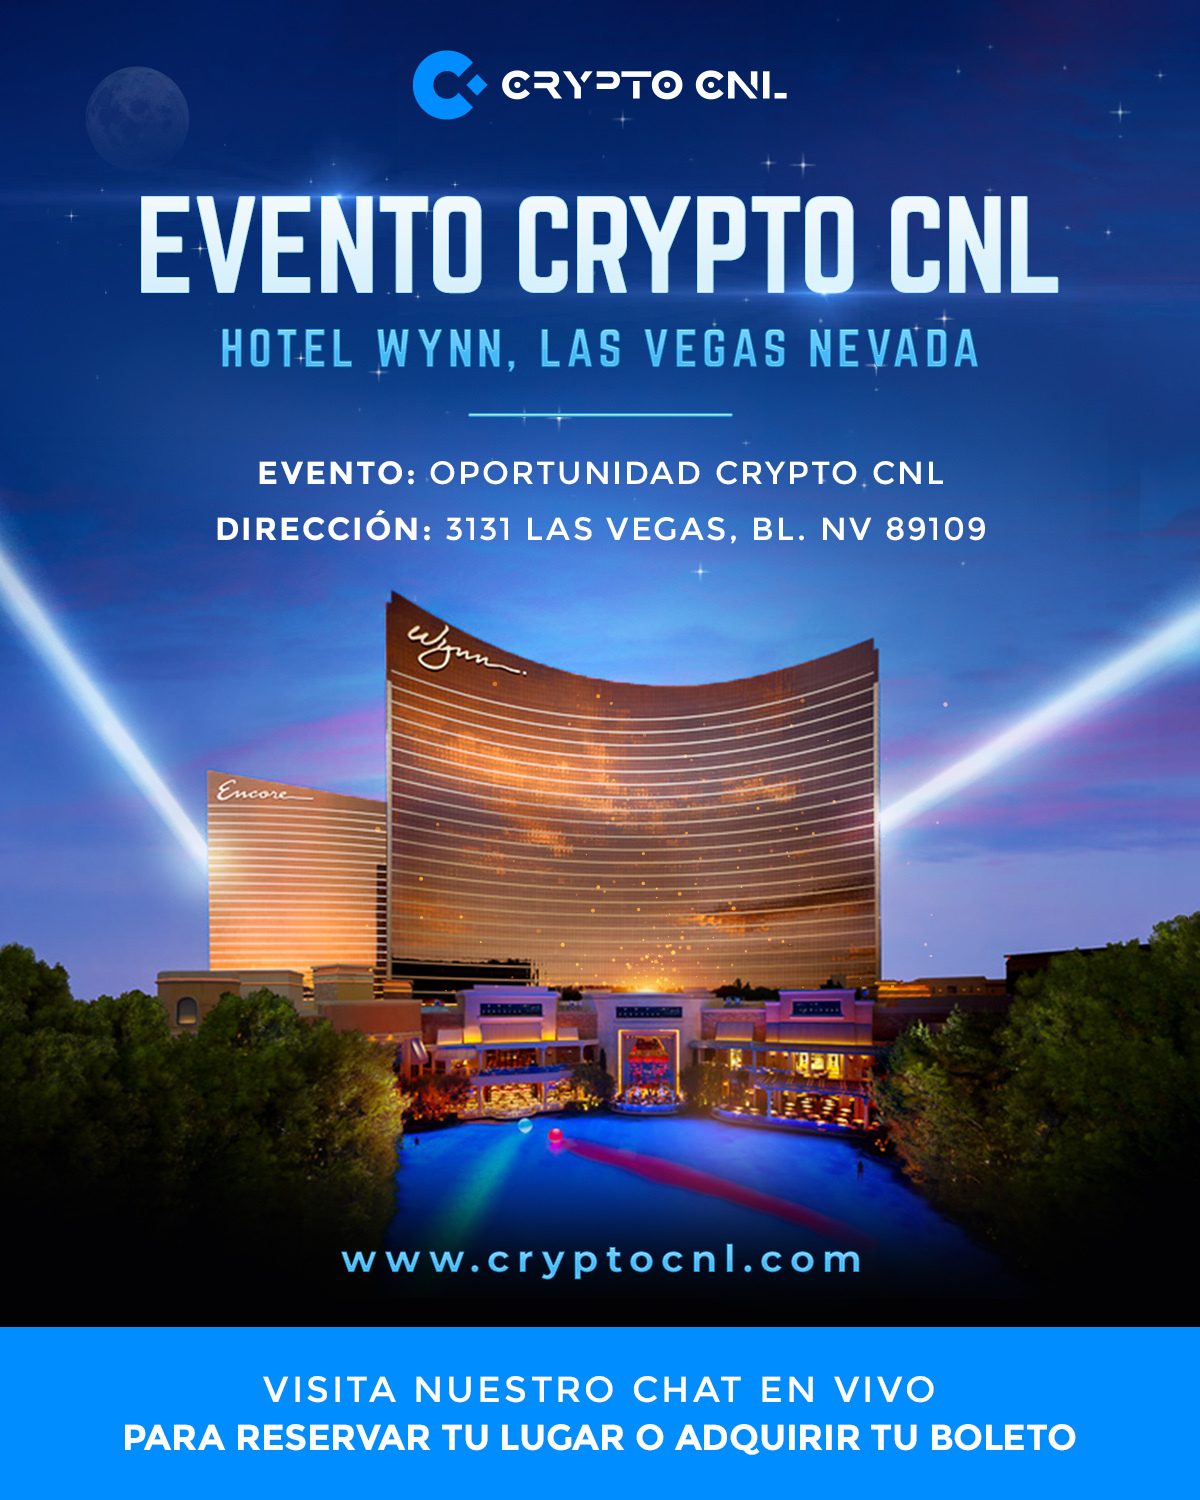 CRYPTO CNL
EVENTO CRYPTO CNL
HOTEL WYNN, LAS VEGAS NEVADA
EVENTO: OPORTUNIDAD CRYPTO CNL
DIRECCIÓN: 3131 LAS VEGAS, BL. NV 89109
Wynn
Encore
www.cryptocnl.com
VISITA NUESTRO CHAT EN VIVO
PARA RESERVAR TU LUGAR O ADQUIRIR TU BOLETO